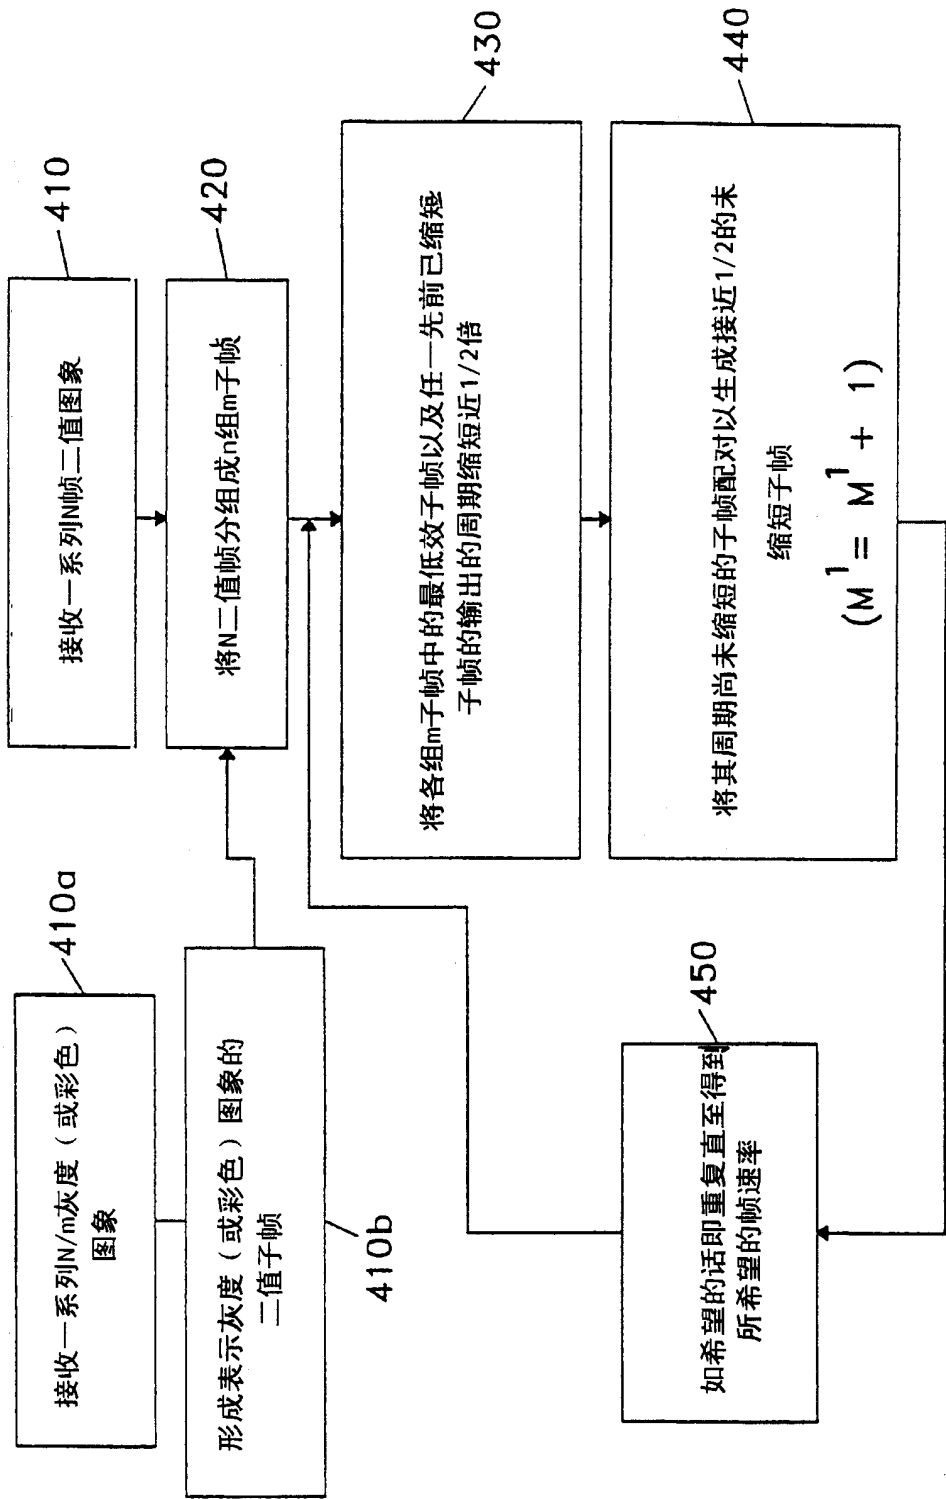 410
接收一系列N帧二值图象
420
将N二值帧分组成n组m子帧
430
将各组m子帧中的最低效子帧以及任一先前已缩短
子帧的输出的周期缩短近1/2倍
440
将其周期尚未缩短的子帧配对以生成接近1/2的未
缩短子帧
(M¹ = M¹ + 1)
410a
接收一系列N/m灰度（或彩色）
图象
形成表示灰度（或彩色）图象的
二值子帧
410b
450
如希望的话即重复直至得到
所希望的帧速率